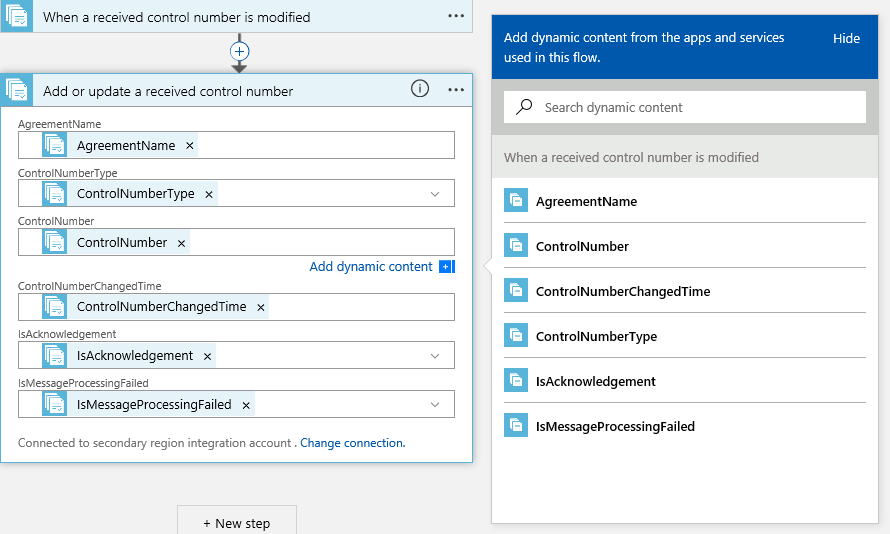 When a received control number is modified
Add or update a received control number
AgreementName
AgreementName
ControlNumberType
ControlNumberType
ControlNumber
ControlNumber
Add dynamic content
ControlNumberChangedTime
ControlNumberChangedTime
IsAcknowledgement
IsAcknowledgement
IsMessageProcessingFailed
IsMessageProcessingFailed
Connected to secondary region integration account . Change connection.
+ New step
Add dynamic content from the apps and services
used in this flow.
Hide
Search dynamic content
When a received control number is modified
AgreementName
ControlNumber
ControlNumberChangedTime
ControlNumberType
IsAcknowledgement
IsMessageProcessingFailed